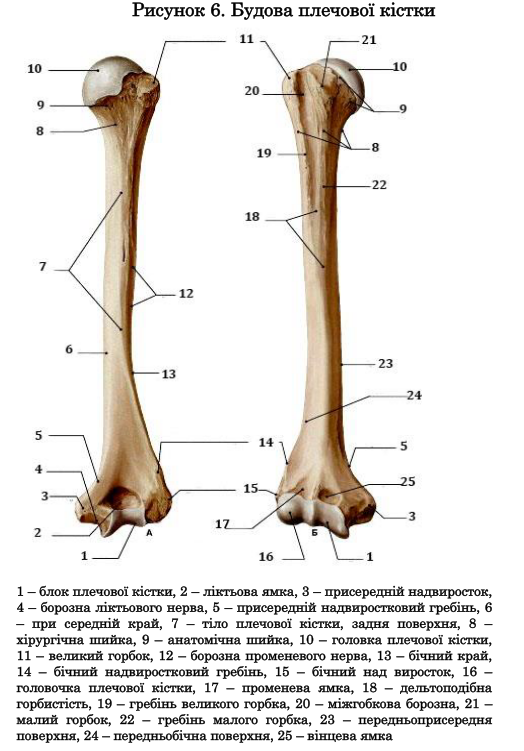 Рисунок 6. Будова плечової кістки
11
21
10
10
20
9
9
8
8
19
22
18
7
12
6
13
23
24
5
14
5
4
25
3
15
3
17
2
А
Б
1
16
1
1 – блок плечової кістки, 2 – ліктьова ямка, 3 – присередній надвиросток,
4 – борозна ліктьового нерва, 5 – присередній надвиростковий гребінь, 6
– при середній край, 7 – тіло плечової кістки, задня поверхня, 8 –
хірургічна шийка, 9 – анатомічна шийка, 10 – головка плечової кістки,
11 – великий горбок, 12 – борозна променевого нерва, 13 – бічний край,
14 – бічний надвиростковий гребінь, 15 – бічний над виросток, 16 –
головочка плечової кістки, 17 – променева ямка, 18 – дельтоподібна
горбистість, 19 – гребінь великого горбка, 20 – міжгобкова борозна, 21 –
малий горбок, 22 – гребінь малого горбка, 23 – передньоприсередня
поверхня, 24 – передньобічна поверхня, 25 – вінцева ямка